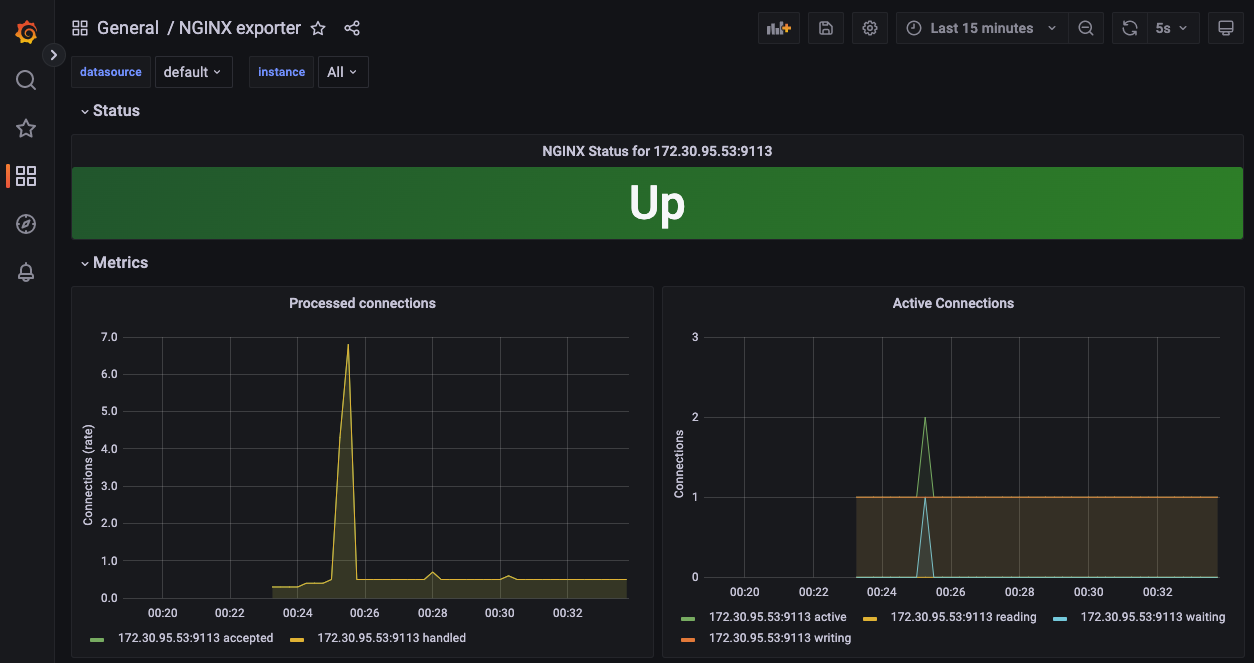 General / NGINX exporter
Last 15 minutes
5s
datasource default instance All
Status
NGINX Status for 172.30.95.53:9113
Up
Metrics
Processed connections
Connections (rate)
7.0
6.0
5.0
4.0
3.0
2.0
1.0
0.0
00:20 00:22 00:24 00:26 00:28 00:30 00:32
172.30.95.53:9113 accepted 172.30.95.53:9113 handled
Active Connections
Connections
3
2
1
0
00:20 00:22 00:24 00:26 00:28 00:30 00:32
172.30.95.53:9113 active 172.30.95.53:9113 reading 172.30.95.53:9113 waiting
172.30.95.53:9113 writing